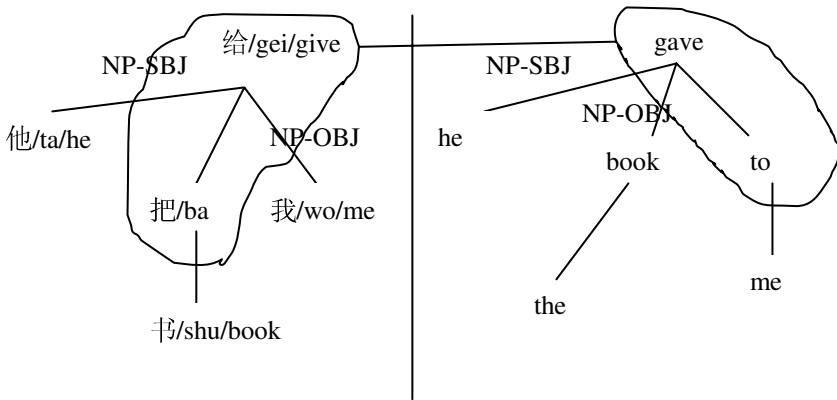 给/gei/give
gave
NP-SBJ
NP-SBJ
NP-OBJ
他/ta/he
NP-OBJ
he
book
to
把/ba
我/wo/me
me
the
书/shu/book